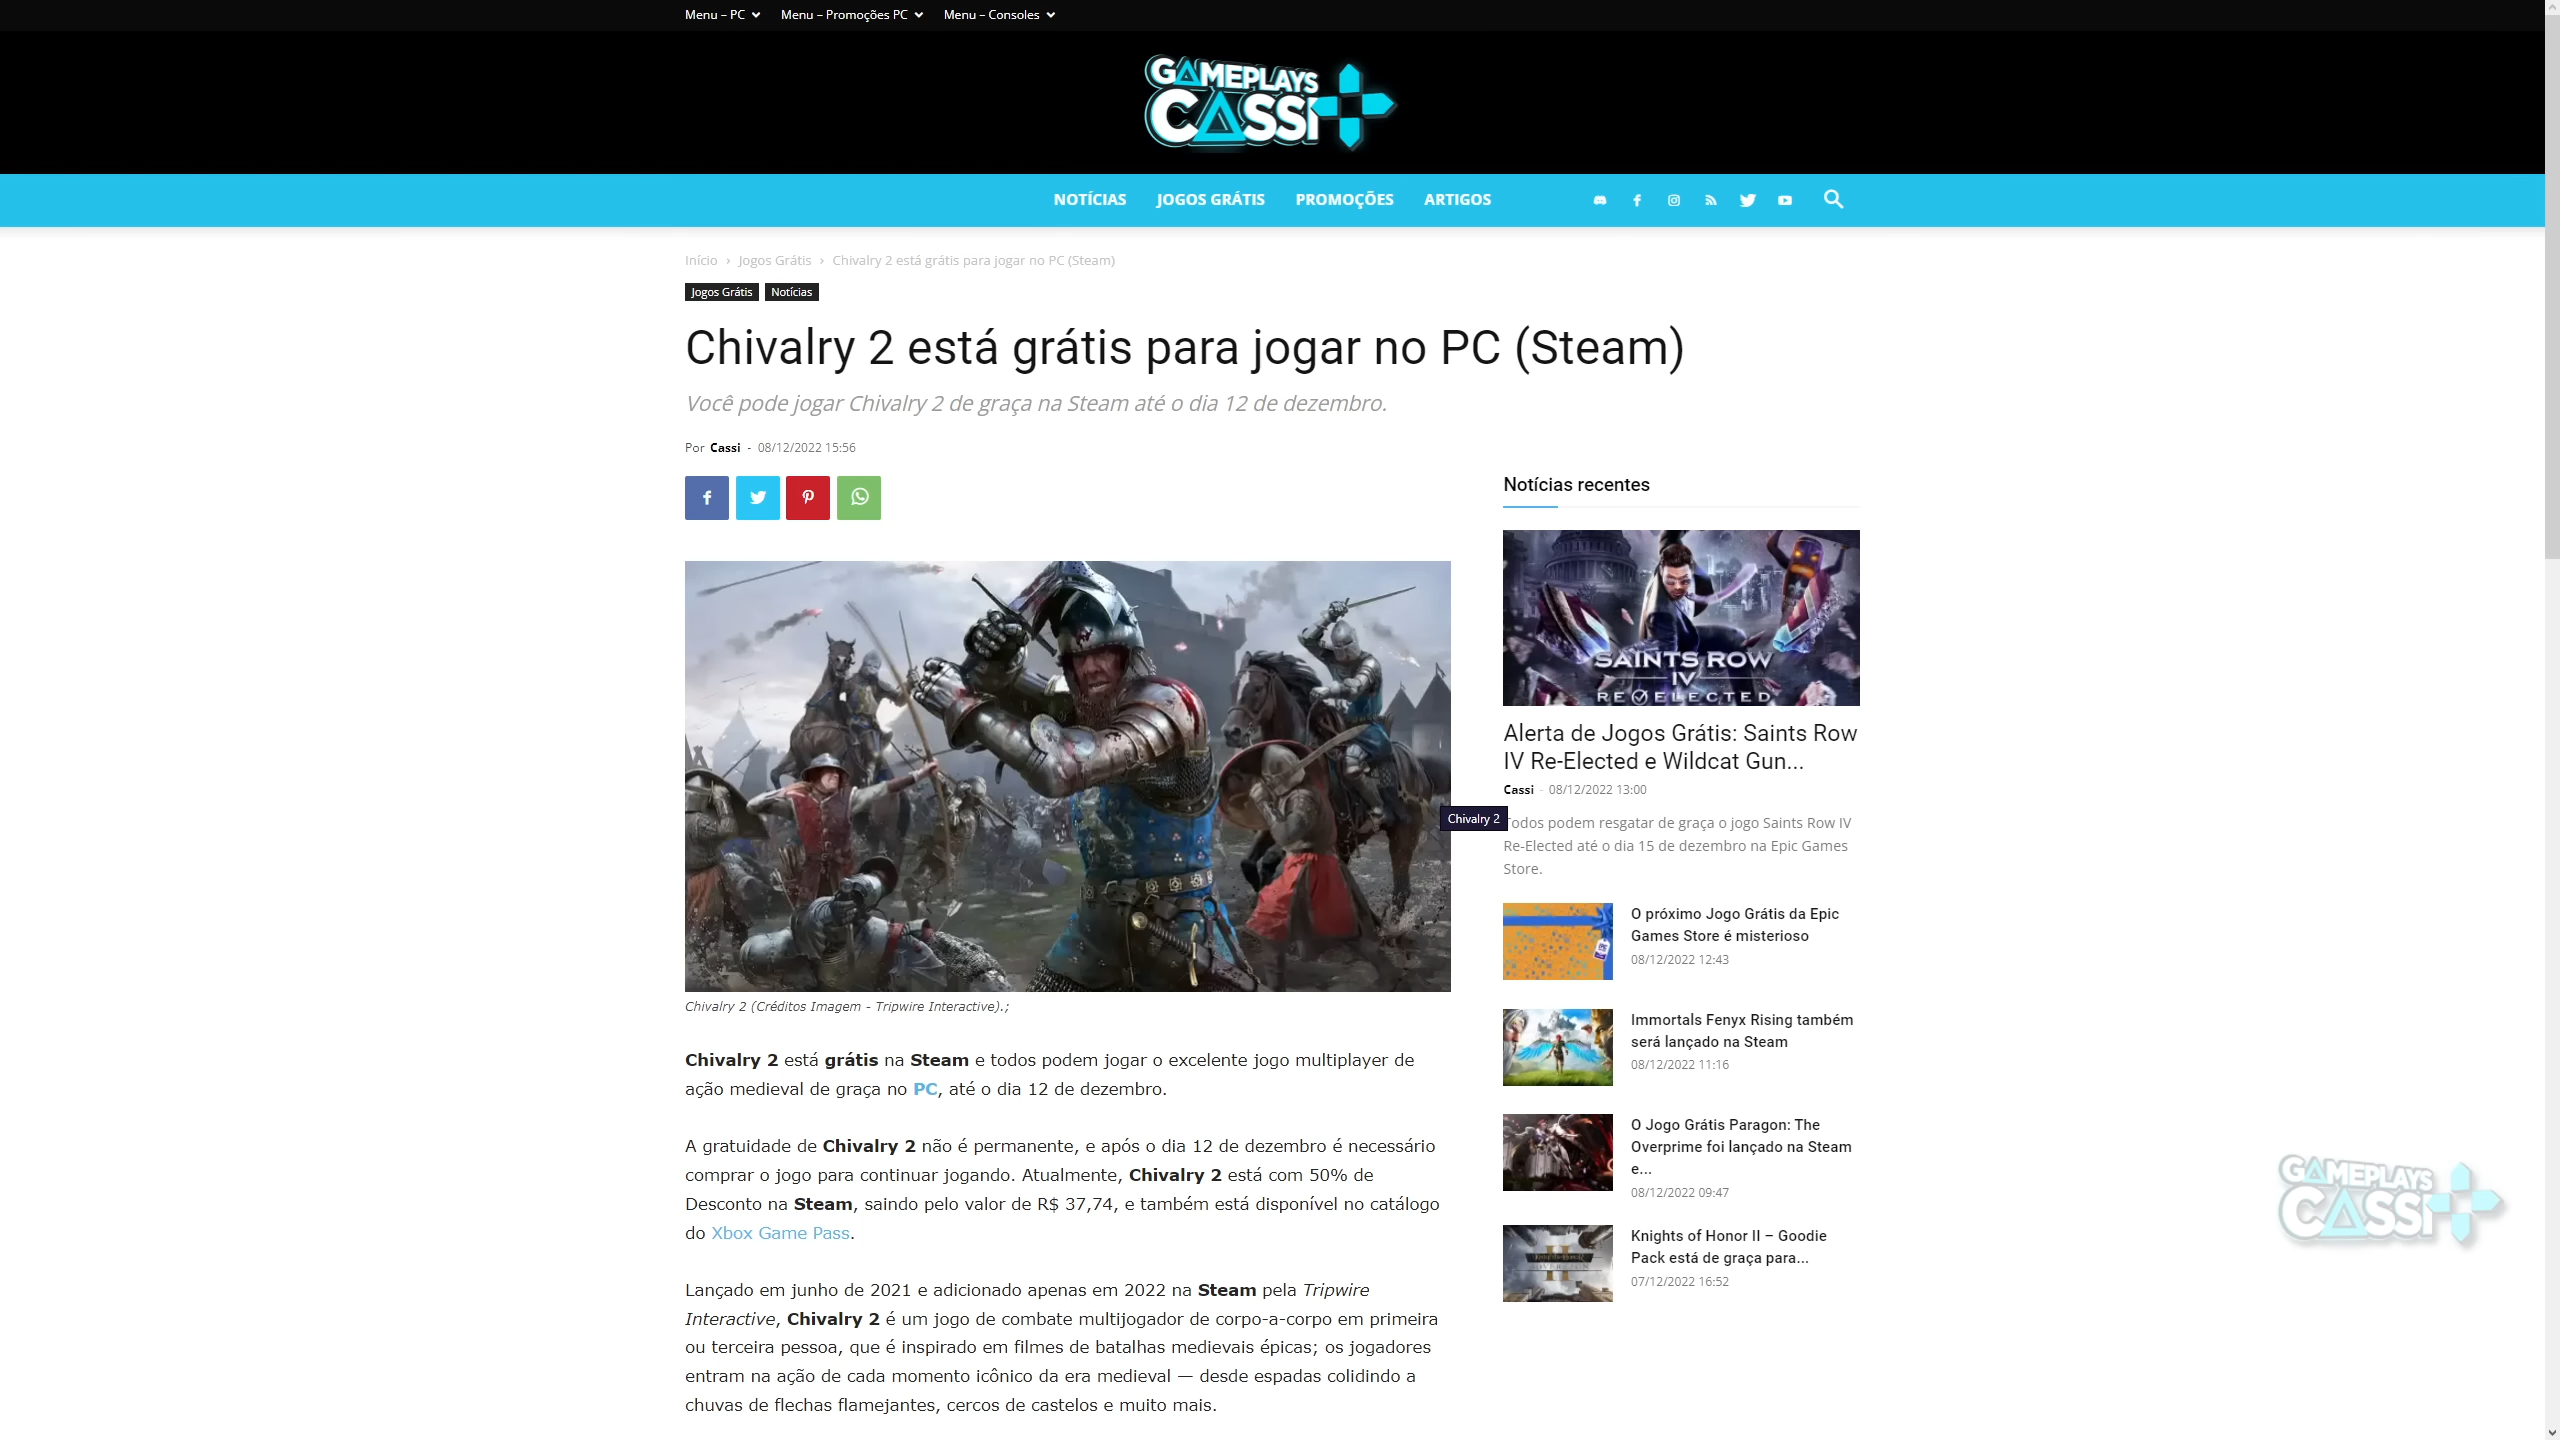 Menu – PC
Menu – Promoções PC
Menu – Consoles
GAMEPLAYS
CASSI
NOTÍCIAS
JOGOS GRÁTIS
PROMOÇÕES
ARTIGOS
Início › Jogos Grátis › Chivalry 2 está grátis para jogar no PC (Steam)
Jogos Grátis
Notícias
Chivalry 2 está grátis para jogar no PC (Steam)
Você pode jogar Chivalry 2 de graça na Steam até o dia 12 de dezembro.
Por Cassi - 08/12/2022 15:56
Chivalry 2 (Créditos Imagem - Tripwire Interactive).;
Chivalry 2 está grátis na Steam e todos podem jogar o excelente jogo multiplayer de
ação medieval de graça no PC, até o dia 12 de dezembro.
A gratuidade de Chivalry 2 não é permanente, e após o dia 12 de dezembro é necessário
comprar o jogo para continuar jogando. Atualmente, Chivalry 2 está com 50% de
Desconto na Steam, saindo pelo valor de R$ 37,74, e também está disponível no catálogo
do Xbox Game Pass.
Lançado em junho de 2021 e adicionado apenas em 2022 na Steam pela Tripwire
Interactive, Chivalry 2 é um jogo de combate multijogador de corpo-a-corpo em primeira
ou terceira pessoa, que é inspirado em filmes de batalhas medievais épicas; os jogadores
entram na ação de cada momento icônico da era medieval — desde espadas colidindo a
chuvas de flechas flamejantes, cercos de castelos e muito mais.
Notícias recentes
SAINTS ROW
IV
RE-ELECTED
Alerta de Jogos Grátis: Saints Row
IV Re-Elected e Wildcat Gun...
Cassi - 08/12/2022 13:00
Chivalry 2
odos podem resgatar de graça o jogo Saints Row IV
Re-Elected até o dia 15 de dezembro na Epic Games
Store.
O próximo Jogo Grátis da Epic
Games Store é misterioso
08/12/2022 12:43
Immortals Fenyx Rising também
será lançado na Steam
08/12/2022 11:16
O Jogo Grátis Paragon: The
Overprime foi lançado na Steam
e...
08/12/2022 09:47
Knights of Honor II – Goodie
Pack está de graça para...
07/12/2022 16:52
GAMEPLAYS
CASSI